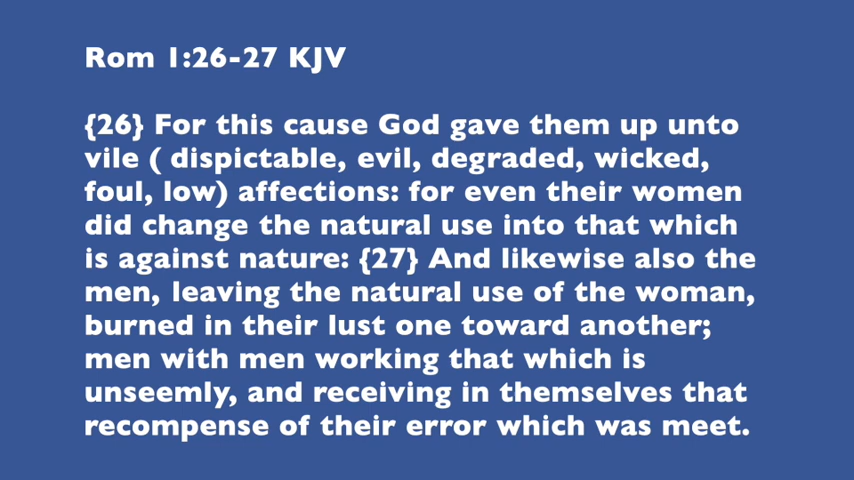 Rom 1:26-27 KJV
{26} For this cause God gave them up unto
vile ( dispictable, evil, degraded, wicked,
foul, low) affections: for even their women
did change the natural use into that which
is against nature: {27} And likewise also the
men, leaving the natural use of the woman,
burned in their lust one toward another;
men with men working that which is
unseemly, and receiving in themselves that
recompense of their error which was meet.